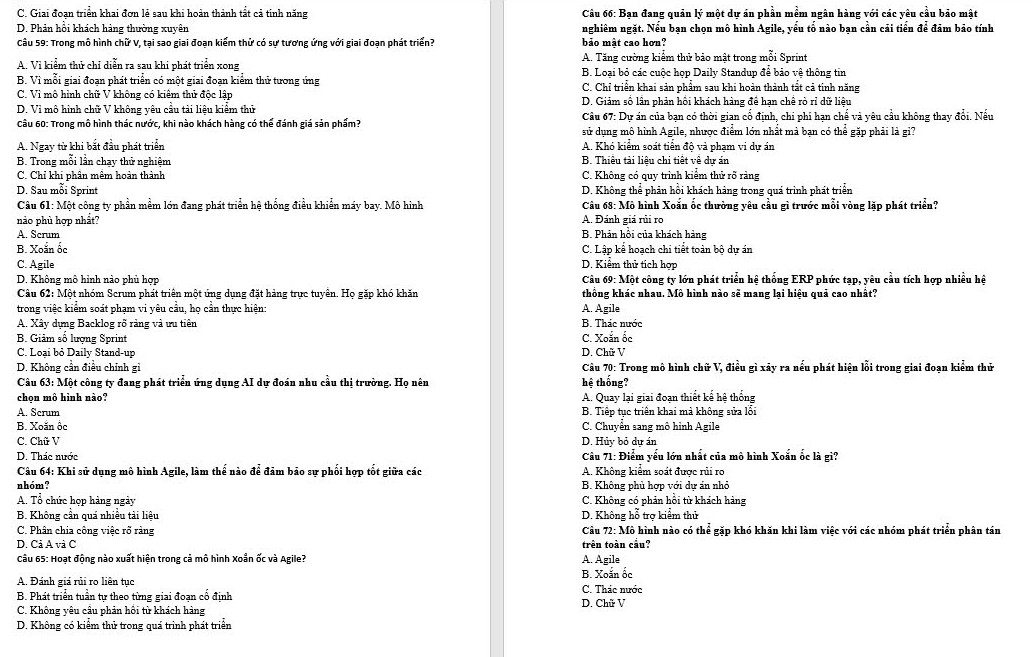 C. Giai đoạn triển khai đơn lẻ sau khi hoàn thành tất cả tính năng
D. Phản hồi khách hàng thường xuyên
Câu 59: Trong mô hình chữ V, tại sao giai đoạn kiểm thử có sự tương ứng với giai đoạn phát triển?
A. Vì kiểm thử chỉ diễn ra sau khi phát triển xong
B. Vì mỗi giai đoạn phát triển có một giai đoạn kiểm thử tương ứng
C. Vì mô hình chữ V không có kiểm thử độc lập
D. Vì mô hình chữ V không yêu cầu tài liệu kiểm thử
Câu 60: Trong mô hình thác nước, khi nào khách hàng có thể đánh giá sản phẩm?
A. Ngay từ khi bắt đầu phát triển
B. Trong mỗi lần chạy thử nghiệm
C. Chỉ khi phần mềm hoàn thành
D. Sau mỗi Sprint
Câu 61: Một công ty phần mềm lớn đang phát triển hệ thống điều khiển máy bay. Mô hình
nào phù hợp nhất?
A. Scrum
B. Xoắn ốc
C. Agile
D. Không mô hình nào phù hợp
Câu 62: Một nhóm Scrum phát triển một ứng dụng đặt hàng trực tuyến. Họ gặp khó khăn
trong việc kiểm soát phạm vi yêu cầu, họ cần thực hiện:
A. Xây dựng Backlog rõ ràng và ưu tiên
B. Giảm số lượng Sprint
C. Loại bỏ Daily Stand-up
D. Không cần điều chỉnh gì
Câu 63: Một công ty đang phát triển ứng dụng AI dự đoán nhu cầu thị trường. Họ nên
chọn mô hình nào?
A. Scrum
B. Xoắn ốc
C. Chữ V
D. Thác nước
Câu 64: Khi sử dụng mô hình Agile, làm thế nào để đảm bảo sự phối hợp tốt giữa các
nhóm?
A. Tổ chức họp hàng ngày
B. Không cần quá nhiều tài liệu
C. Phân chia công việc rõ ràng
D. Cả A và C
Câu 65: Hoạt động nào xuất hiện trong cả mô hình Xoắn ốc và Agile?
A. Đánh giá rủi ro liên tục
B. Phát triển tuần tự theo từng giai đoạn cố định
C. Không yêu cầu phản hồi từ khách hàng
D. Không có kiểm thử trong quá trình phát triển
Câu 66: Bạn đang quản lý một dự án phần mềm ngân hàng với các yêu cầu bảo mật
nghiêm ngặt. Nếu bạn chọn mô hình Agile, yếu tố nào bạn cần cải tiến để đảm bảo tính
bảo mật cao hơn?
A. Tăng cường kiểm thử bảo mật trong mỗi Sprint
B. Loại bỏ các cuộc họp Daily Standup để bảo vệ thông tin
C. Chỉ triển khai sản phẩm sau khi hoàn thành tất cả tính năng
D. Giảm số lần phản hồi khách hàng để hạn chế rò rỉ dữ liệu
Câu 67: Dự án của bạn có thời gian cố định, chi phí hạn chế và yêu cầu không thay đổi. Nếu
sử dụng mô hình Agile, nhược điểm lớn nhất mà bạn có thể gặp phải là gì?
A. Khó kiểm soát tiến độ và phạm vi dự án
B. Thiếu tài liệu chi tiết về dự án
C. Không có quy trình kiểm thử rõ ràng
D. Không thể phản hồi khách hàng trong quá trình phát triển
Câu 68: Mô hình Xoắn ốc thường yêu cầu gì trước mỗi vòng lặp phát triển?
A. Đánh giá rủi ro
B. Phản hồi của khách hàng
C. Lập kế hoạch chi tiết toàn bộ dự án
D. Kiểm thử tích hợp
Câu 69: Một công ty lớn phát triển hệ thống ERP phức tạp, yêu cầu tích hợp nhiều hệ
thống khác nhau. Mô hình nào sẽ mang lại hiệu quả cao nhất?
A. Agile
B. Thác nước
C. Xoắn ốc
D. Chữ V
Câu 70: Trong mô hình chữ V, điều gì xảy ra nếu phát hiện lỗi trong giai đoạn kiểm thử
hệ thống?
A. Quay lại giai đoạn thiết kế hệ thống
B. Tiếp tục triển khai mà không sửa lỗi
C. Chuyển sang mô hình Agile
D. Hủy bỏ dự án
Câu 71: Điểm yếu lớn nhất của mô hình Xoắn ốc là gì?
A. Không kiểm soát được rủi ro
B. Không phù hợp với dự án nhỏ
C. Không có phản hồi từ khách hàng
D. Không hỗ trợ kiểm thử
Câu 72: Mô hình nào có thể gặp khó khăn khi làm việc với các nhóm phát triển phân tán
trên toàn cầu?
A. Agile
B. Xoắn ốc
C. Thác nước
D. Chữ V